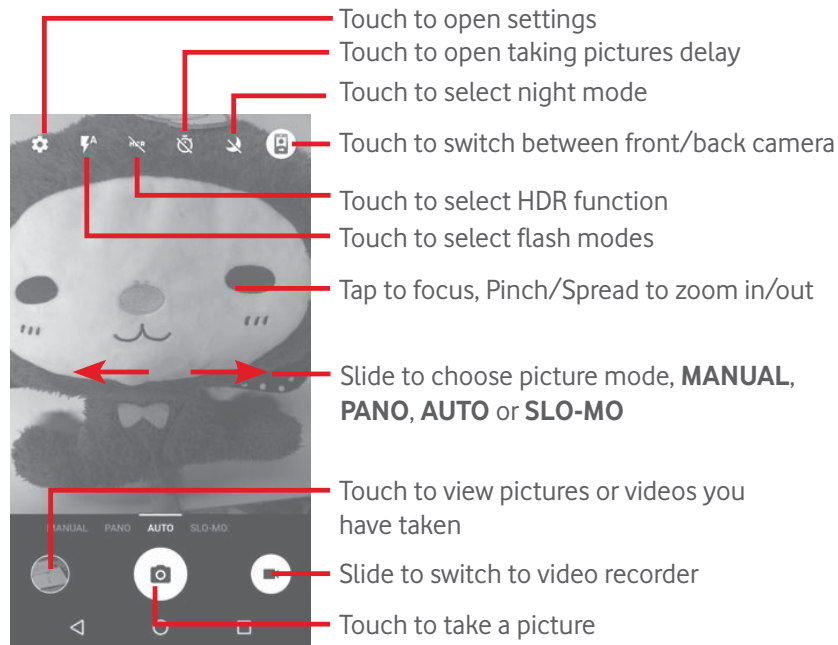 Touch to open settings
Touch to open taking pictures delay
Touch to select night mode
A
HDR
Touch to switch between front/back camera
Touch to select HDR function
Touch to select flash modes
Tap to focus, Pinch/Spread to zoom in/out
Slide to choose picture mode, MANUAL,
PANO, AUTO or SLO-MO
Touch to view pictures or videos you
have taken
MANUAL PANO AUTO SLO-MO
Slide to switch to video recorder
Touch to take a picture